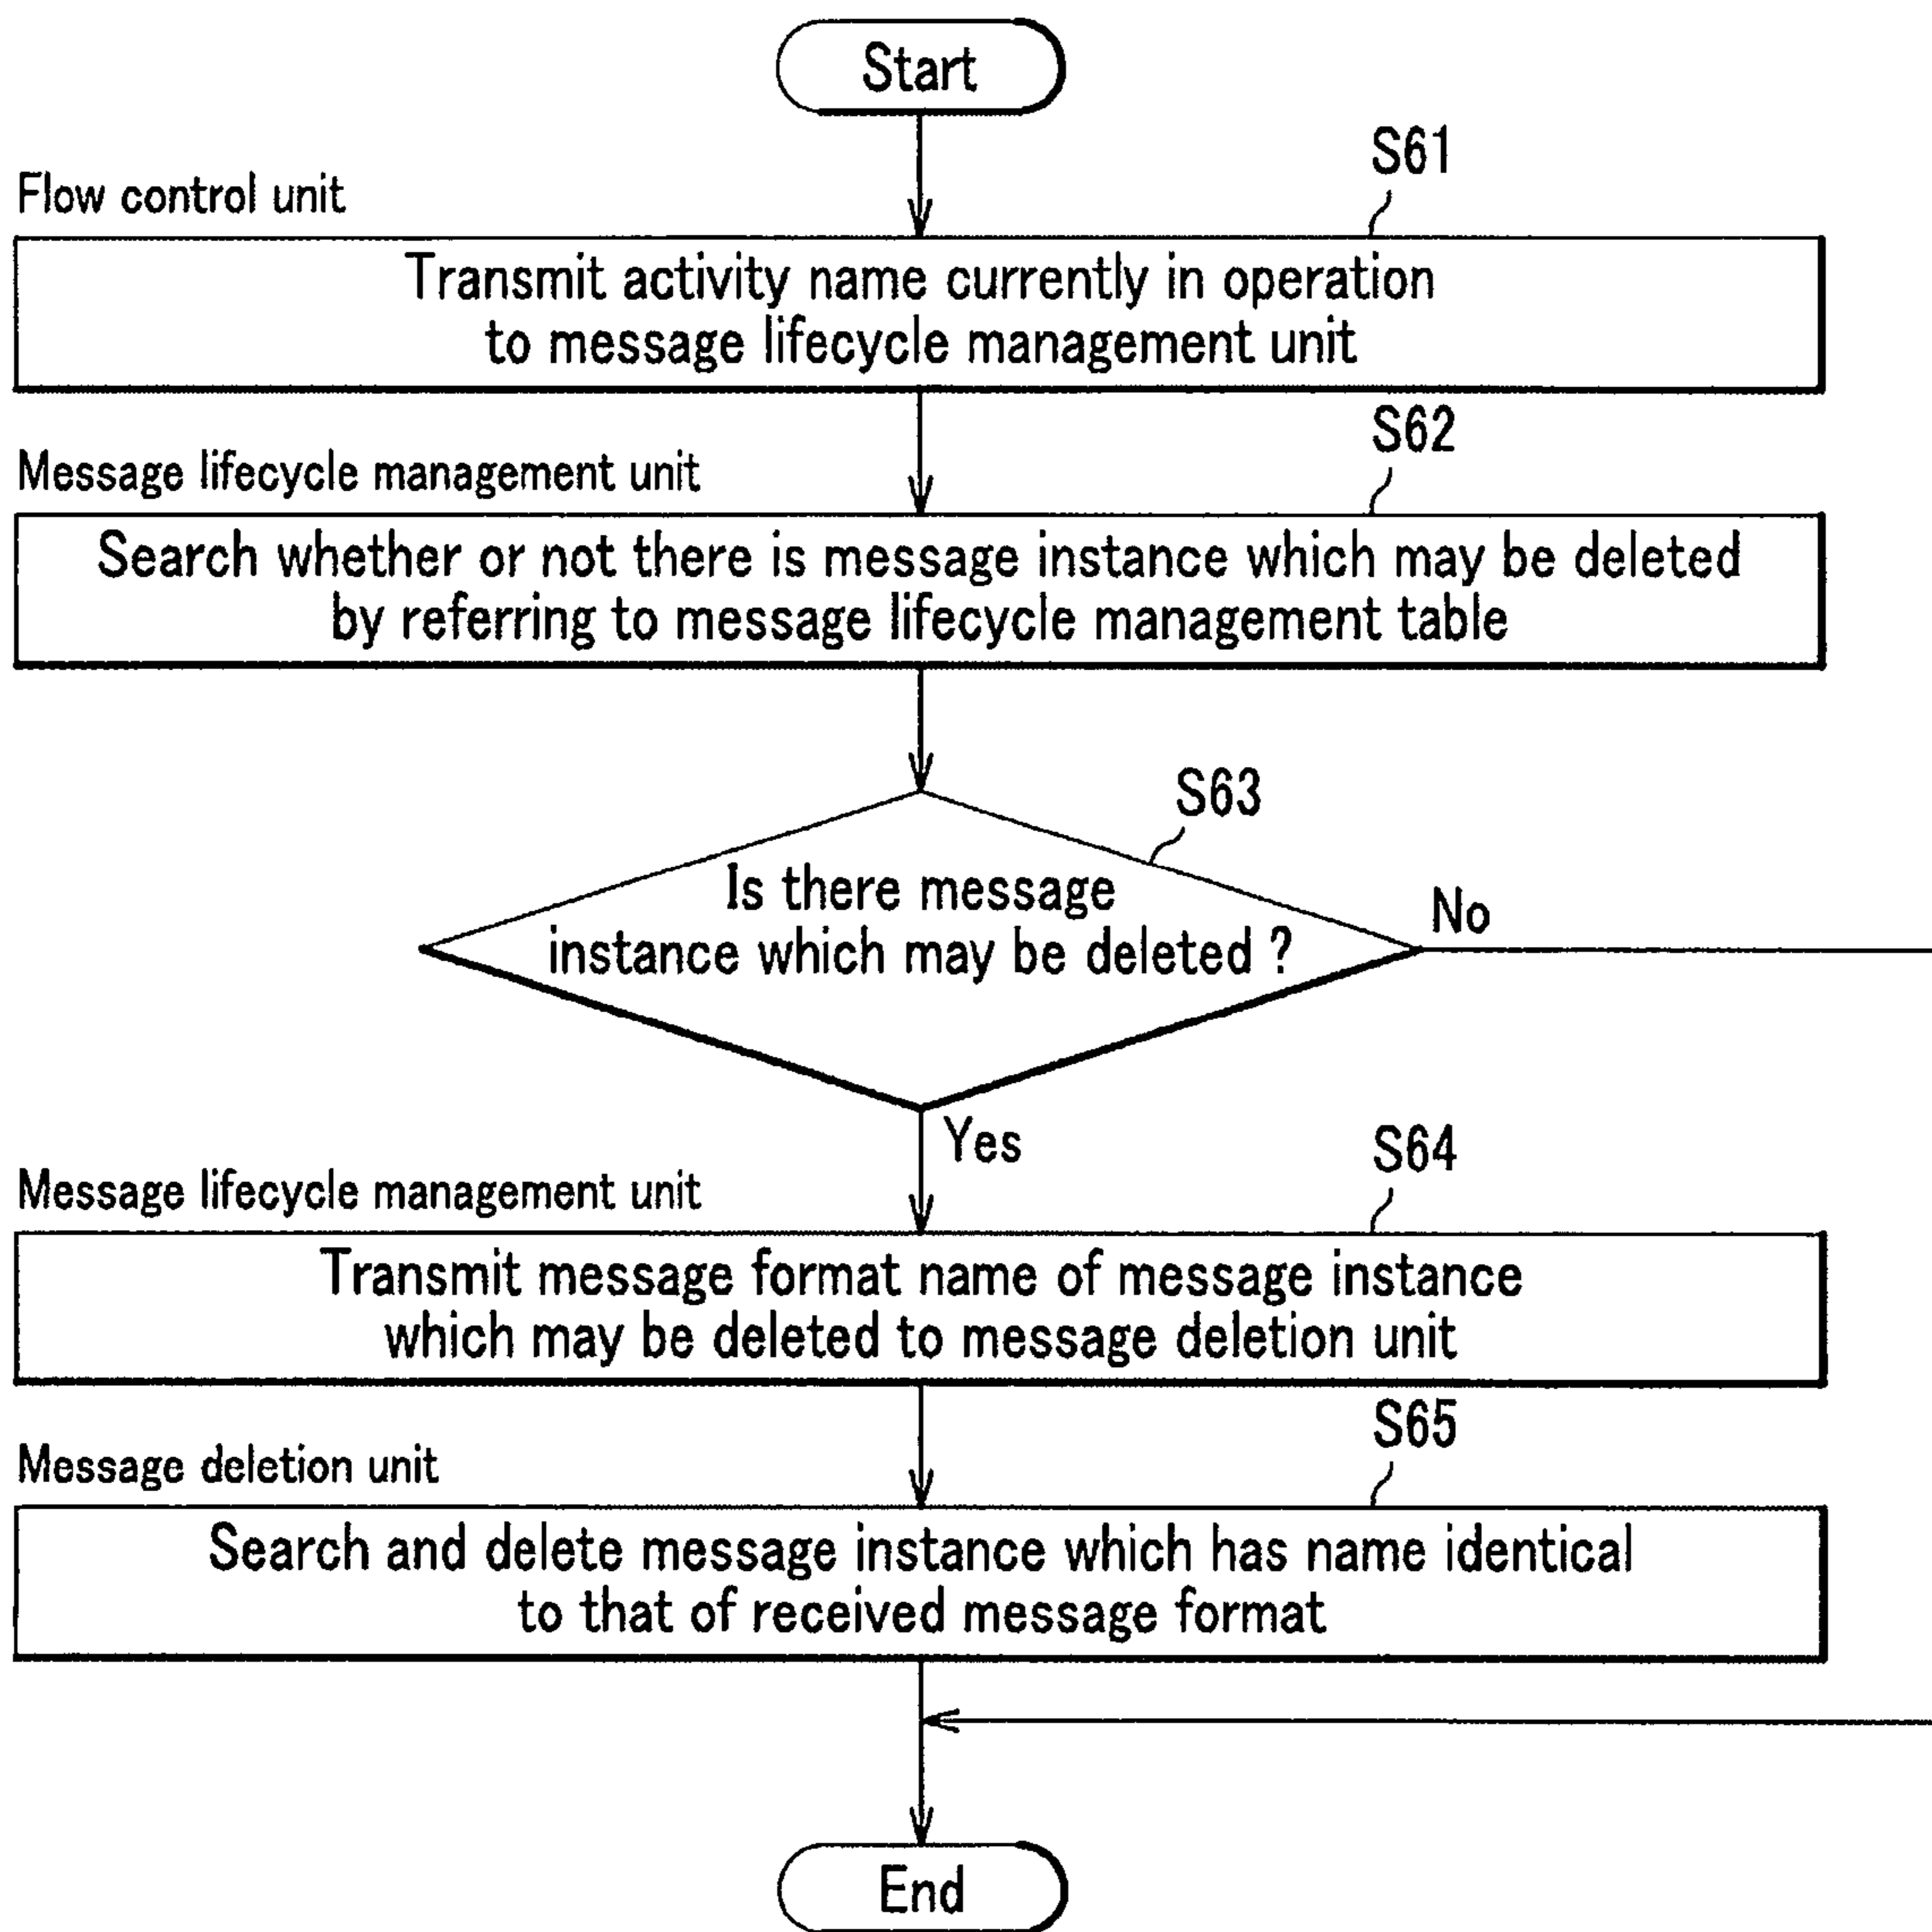 Start
S61
Flow control unit
Transmit activity name currently in operation
to message lifecycle management unit
S62
Message lifecycle management unit
Search whether or not there is message instance which may be deleted
by referring to message lifecycle management table
S63
Is there message
instance which may be deleted ?
No
Yes
S64
Message lifecycle management unit
Transmit message format name of message instance
which may be deleted to message deletion unit
S65
Message deletion unit
Search and delete message instance which has name identical
to that of received message format
End